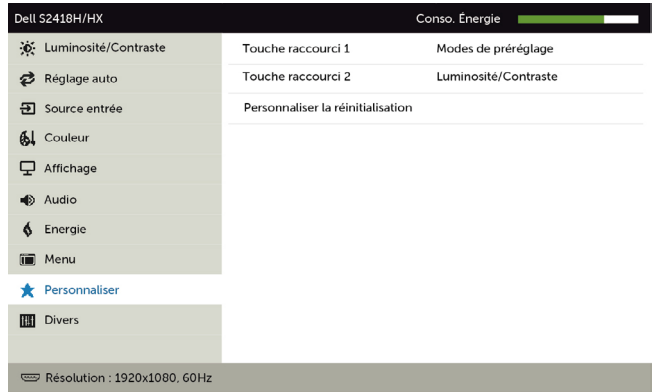 Dell S2418H/HX Conso. Énergie
Luminosité/Contraste
Réglage auto
Source entrée
Couleur
Affichage
Audio
Energie
Menu
Personnaliser
Divers
Touche raccourci 1 Modes de préréglage
Touche raccourci 2 Luminosité/Contraste
Personnaliser la réinitialisation
Résolution : 1920x1080, 60Hz